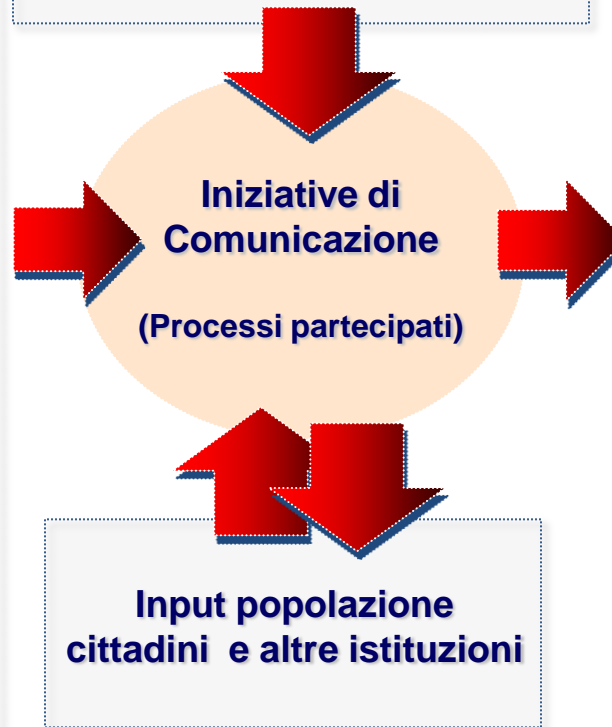 Iniziative di
Comunicazione
(Processi partecipati)
Input popolazione
cittadini e altre istituzioni